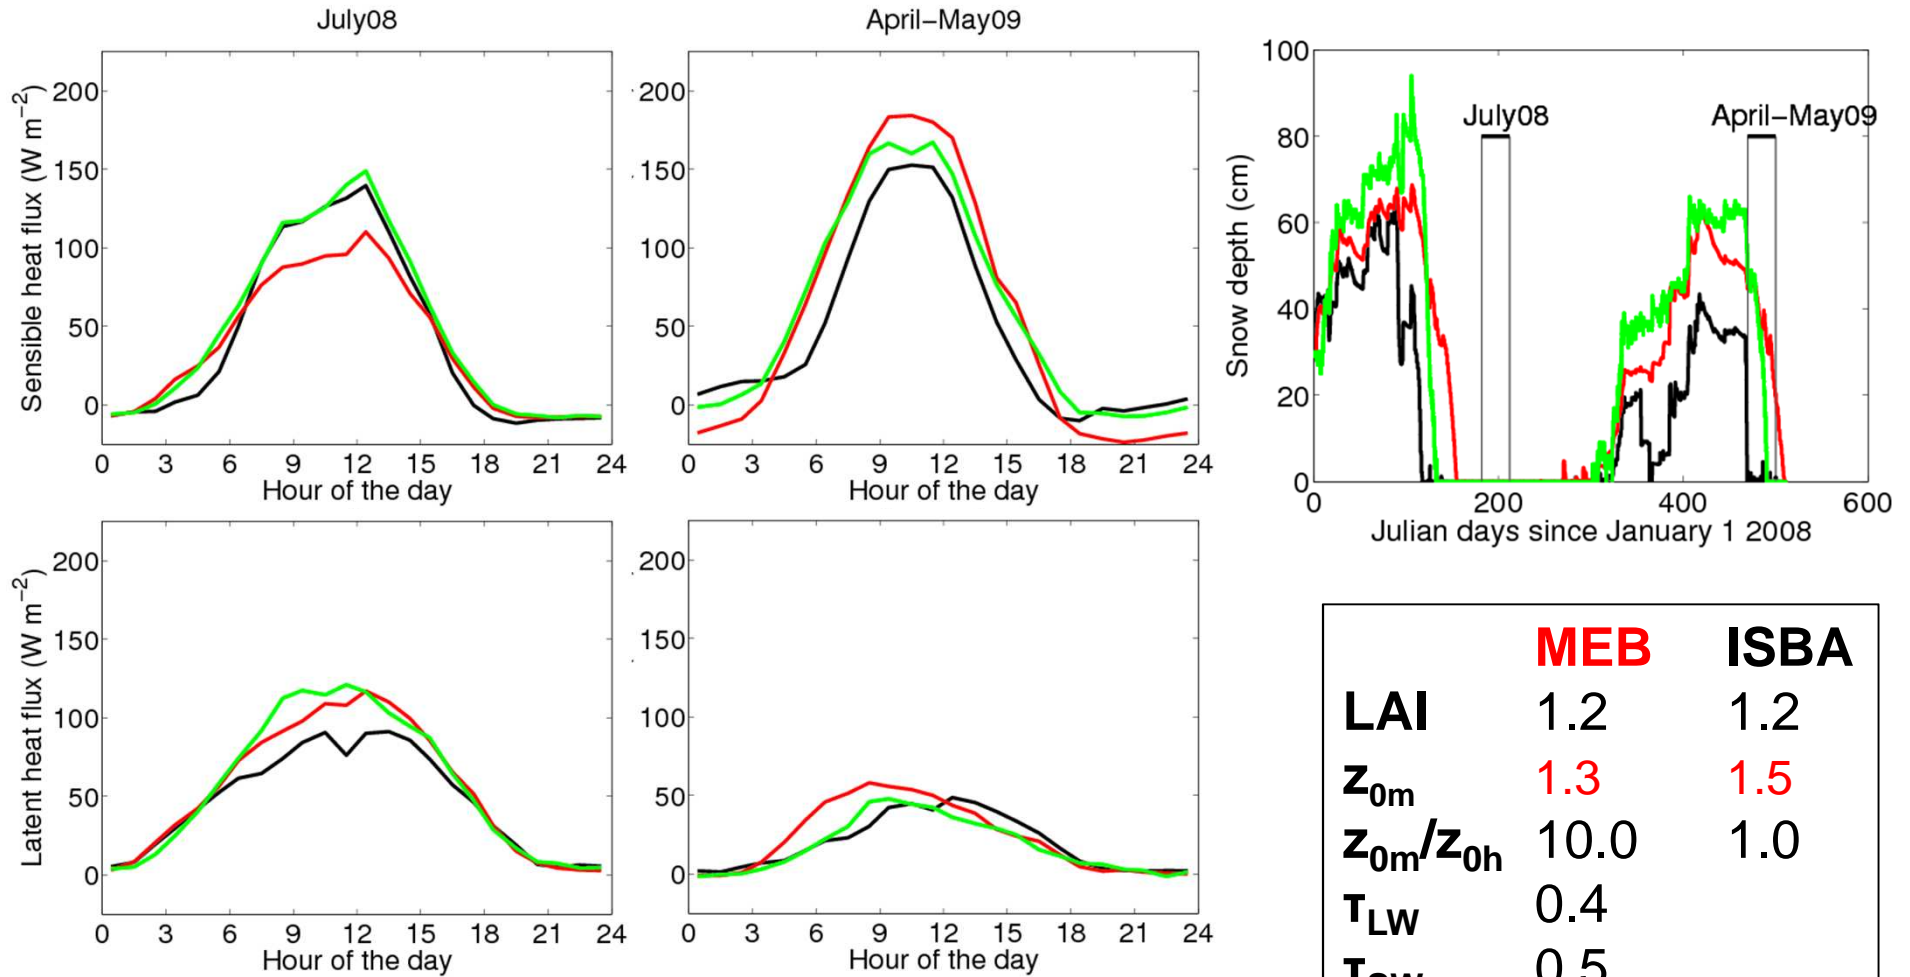 July08
April−May09
Sensible heat flux (W m−2)
200
150
100
50
0
0 3 6 9 12 15 18 21 24
Hour of the day
200
150
100
50
0
0 3 6 9 12 15 18 21 24
Hour of the day
Snow depth (cm)
100
80
60
40
20
0
July08
April−May09
0 200 400 600
Julian days since January 1 2008
Latent heat flux (W m−2)
200
150
100
50
0
0 3 6 9 12 15 18 21 24
Hour of the day
200
150
100
50
0
0 3 6 9 12 15 18 21 24
Hour of the day
MEB ISBA
LAI 1.2 1.2
z0m 1.3 1.5
z0m/z0h 10.0 1.0
τLW 0.4
τSW 0.5